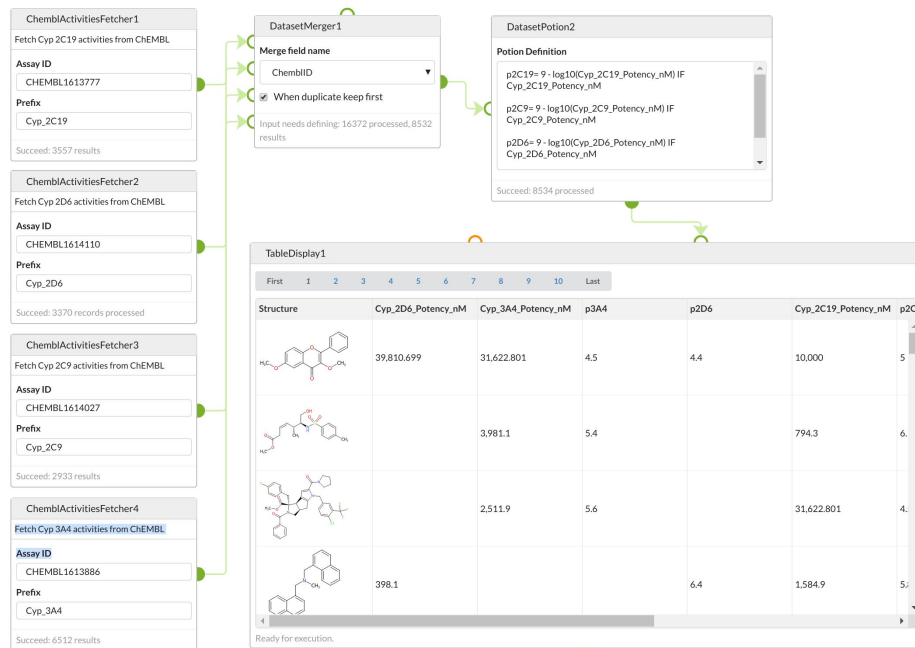 ChemblActivitiesFetcher1
Fetch Cyp 2C19 activities from ChEMBL
Assay ID
CHEMBL1613777
Prefix
Cyp_2C19
Succeed: 3557 results
ChemblActivitiesFetcher2
Fetch Cyp 2D6 activities from ChEMBL
Assay ID
CHEMBL1614110
Prefix
Cyp_2D6
Succeed: 3370 records processed
ChemblActivitiesFetcher3
Fetch Cyp 2C9 activities from ChEMBL
Assay ID
CHEMBL1614027
Prefix
Cyp_2C9
Succeed: 2933 results
ChemblActivitiesFetcher4
Fetch Cyp 3A4 activities from ChEMBL
Assay ID
CHEMBL1613886
Prefix
Cyp_3A4
Succeed: 6512 results
DatasetMerger1
Merge field name
ChemblID
When duplicate keep first
Input needs defining: 16372 processed, 8532
results
DatasetPotion2
Potion Definition
p2C19= 9 - log10(Cyp_2C19_Potency_nM) IF
Cyp_2C19_Potency_nM
p2C9= 9 - log10(Cyp_2C9_Potency_nM) IF
Cyp_2C9_Potency_nM
p2D6= 9 - log10(Cyp_2D6_Potency_nM) IF
Cyp_2D6_Potency_nM
Succeed: 8534 processed
TableDisplay1
First 1 2 3 4 5 6 7 8 9 10 Last
Structure Cyp_2D6_Potency_nM Cyp_3A4_Potency_nM p3A4 p2D6 Cyp_2C19_Potency_nM p2C
39,810.699 31,622.801 4.5 4.4 10,000 5
3,981.1 5.4 794.3 6.
2,511.9 5.6 31,622.801 4.
398.1 6.4 1,584.9 5.
Ready for execution.